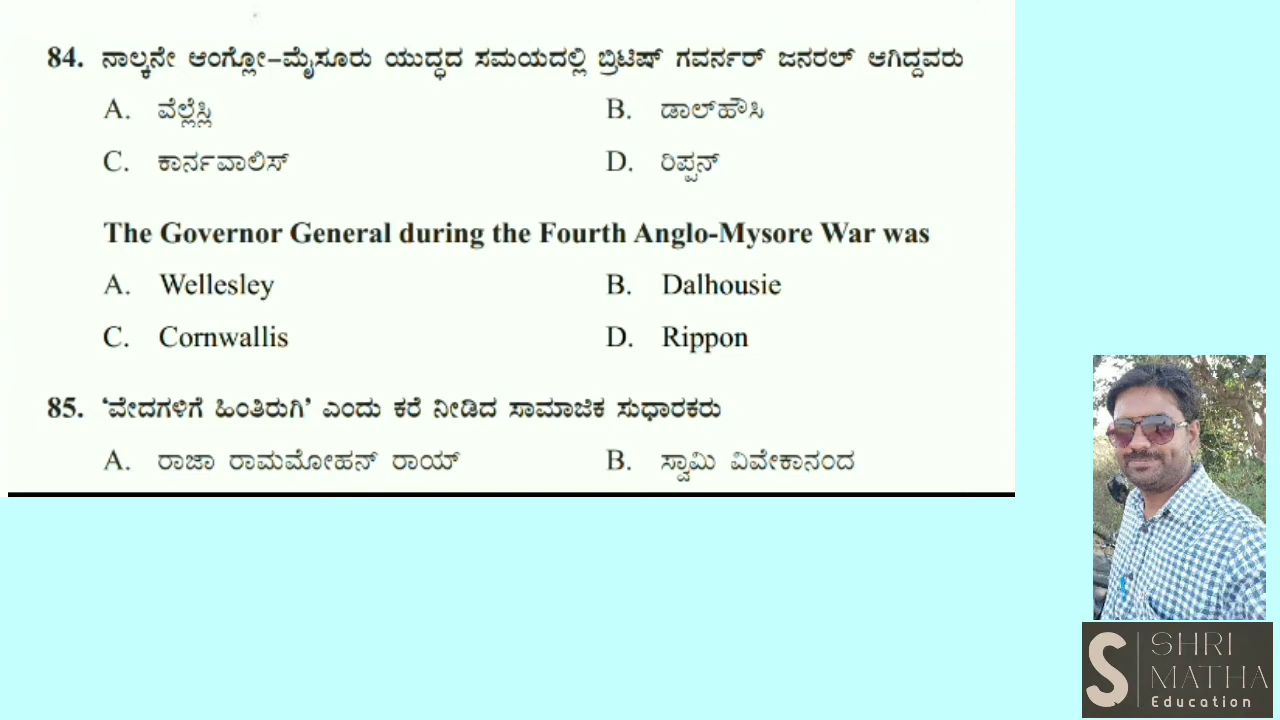 84. ನಾಲ್ಕನೇ ಆಂಗ್ಲೋ-ಮೈಸೂರು ಯುದ್ಧದ ಸಮಯದಲ್ಲಿ ಬ್ರಿಟಿಷ್ ಗವರ್ನರ್ ಜನರಲ್ ಆಗಿದ್ದವರು
A. ವೆಲ್ಲೆಸ್ಲಿ B. ಡಾಲ್‌ಹೌಸಿ
C. ಕಾರ್ನವಾಲಿಸ್ D. ರಿಪ್ಪನ್
The Governor General during the Fourth Anglo-Mysore War was
A. Wellesley B. Dalhousie
C. Cornwallis D. Rippon
85. ‘ವೇದಗಳಿಗೆ ಹಿಂತಿರುಗಿ’ ಎಂದು ಕರೆ ನೀಡಿದ ಸಾಮಾಜಿಕ ಸುಧಾರಕರು
A. ರಾಜಾ ರಾಮಮೋಹನ್ ರಾಯ್ B. ಸ್ವಾಮಿ ವಿವೇಕಾನಂದ
S
SHRI
MATHA
Education